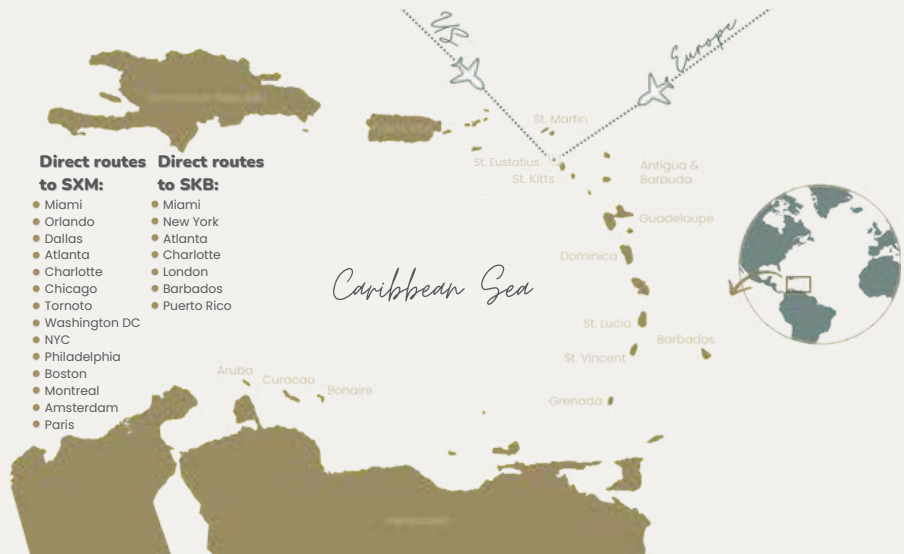 US
Europe
St. Martin
St. Eustatius
St. Kitts
Antigua &
Barbuda
Direct routes
to SXM:
Miami
Orlando
Dallas
Atlanta
Charlotte
Chicago
Tornoto
Washington DC
NYC
Philadelphia
Boston
Montreal
Amsterdam
Paris
Direct routes
to SKB:
Miami
New York
Atlanta
Charlotte
London
Barbados
Puerto Rico
Guadeloupe
Dominica
Caribbean Sea
St. Lucia
Barbados
St. Vincent
Aruba
Curacao
Bonaire
Grenada